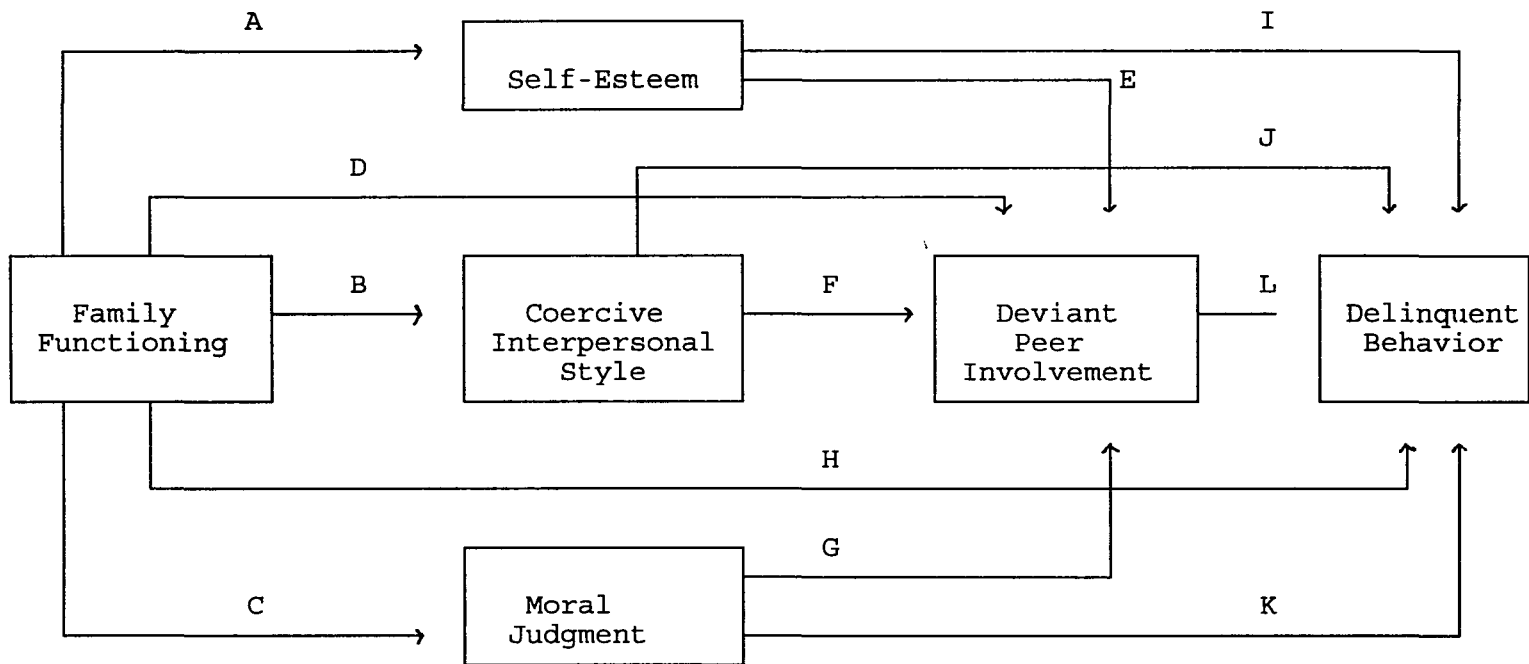 A
I
Self-Esteem
E
J
D
B
F
L
Family
Functioning
Coercive
Interpersonal
Style
Deviant
Peer
Involvement
Delinquent
Behavior
H
G
C
Moral
Judgment
K